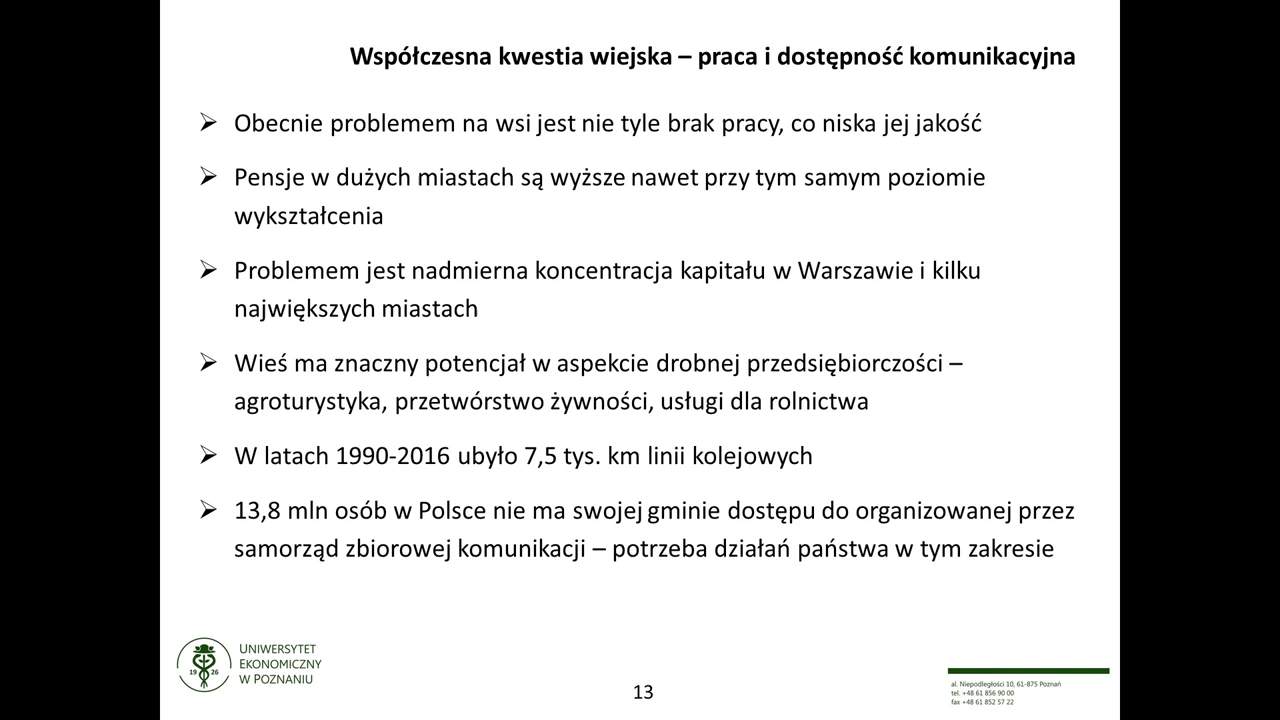 Współczesna kwestia wiejska – praca i dostępność komunikacyjna
➢ Obecnie problemem na wsi jest nie tyle brak pracy, co niska jej jakość
➢ Pensje w dużych miastach są wyższe nawet przy tym samym poziomie
wykształcenia
➢ Problemem jest nadmierna koncentracja kapitału w Warszawie i kilku
największych miastach
➢ Wieś ma znaczny potencjał w aspekcie drobnej przedsiębiorczości –
agroturystyka, przetwórstwo żywności, usługi dla rolnictwa
➢ W latach 1990-2016 ubyło 7,5 tys. km linii kolejowych
➢ 13,8 mln osób w Polsce nie ma swojej gminie dostępu do organizowanej przez
samorząd zbiorowej komunikacji – potrzeba działań państwa w tym zakresie
19 26
UNIWERSYTET
EKONOMICZNY
W POZNANIU
13
al. Niepodległości 10, 61-875 Poznań
tel. +48 61 856 90 00
fax +48 61 852 57 22